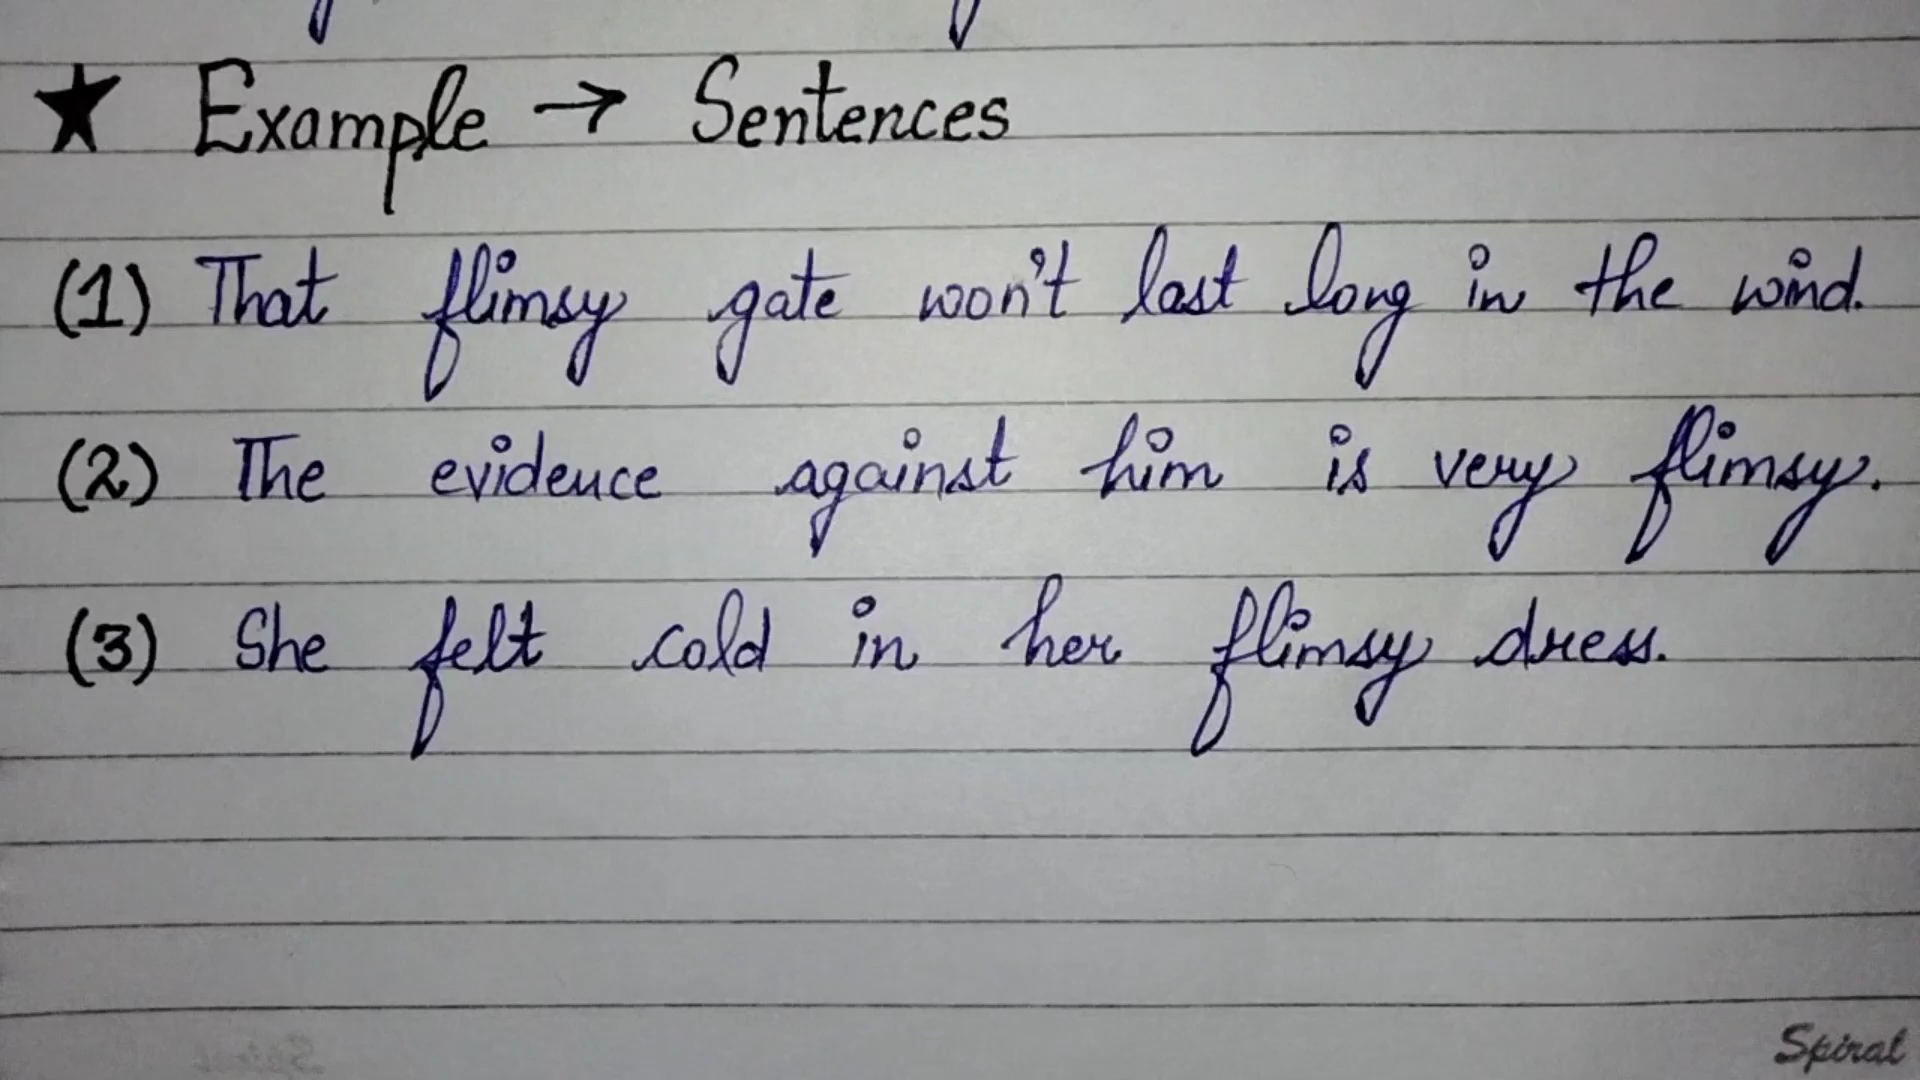 ★ Example → Sentences
(1) That flimsy gate won't last long in the wind.
(2) The evidence against him is very flimsy.
(3) She felt cold in her flimsy dress.
Spiral